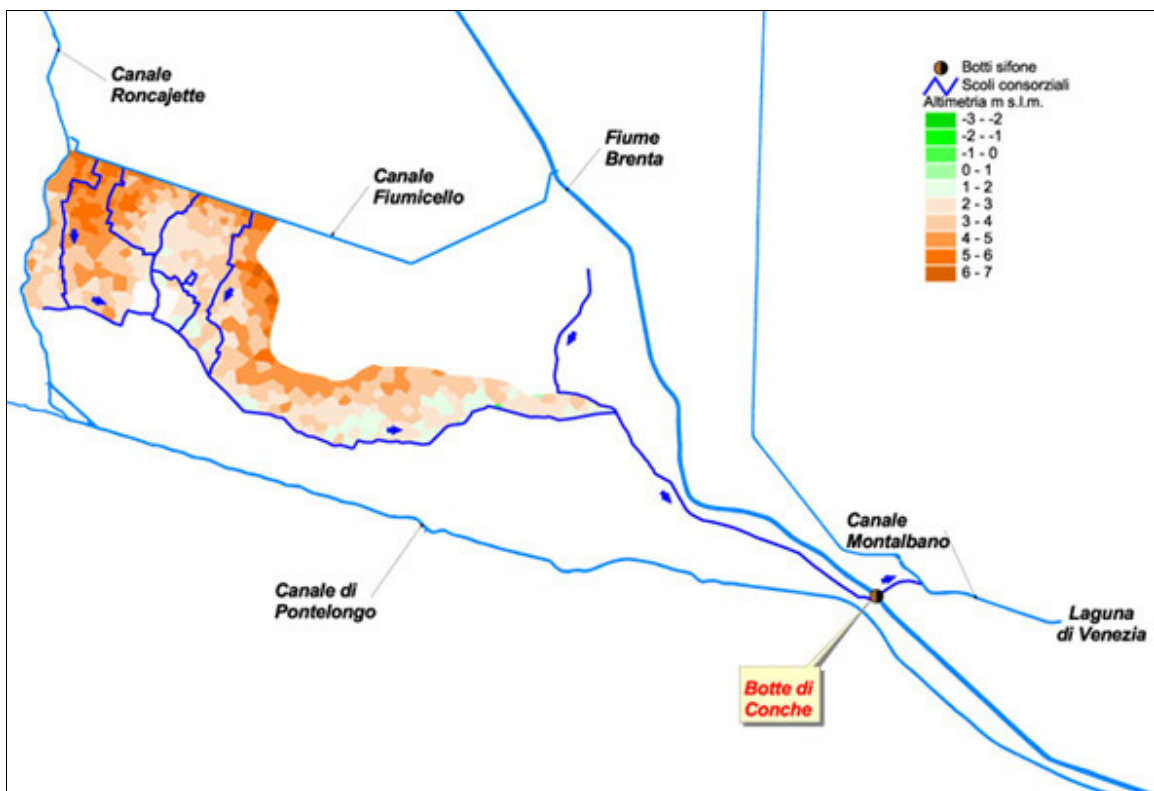 Canale
Roncajette
Canale
Fiumicello
Fiume
Brenta
Botti sifone
Scoli consorziali
Altimetria m s.l.m.
-3 - -2
-2 - -1
-1 - 0
0 - 1
1 - 2
2 - 3
3 - 4
4 - 5
5 - 6
6 - 7
Canale
Montalbano
Canale di
Pontelongo
Laguna
di Venezia
Botte di
Conche